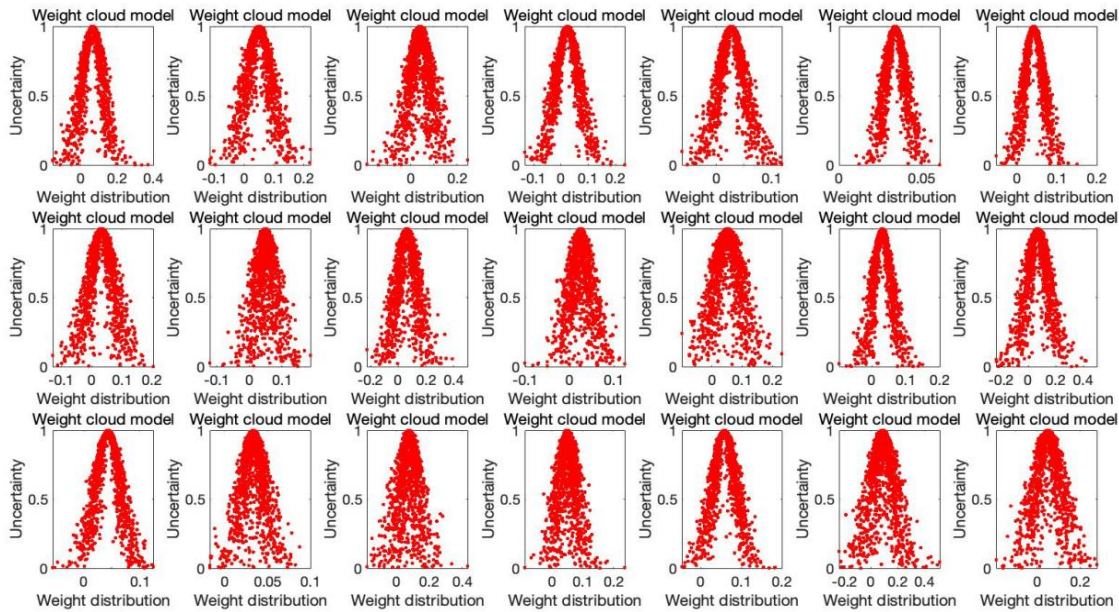 Weight cloud model Weight cloud model Weight cloud model Weight cloud model Weight cloud model Weight cloud model Weight cloud model
1 1 1 1 1 1 1
Uncertainty Uncertainty Uncertainty Uncertainty Uncertainty Uncertainty Uncertainty
0.5 0.5 0.5 0.5 0.5 0.5 0.5
0 0 0 0 0 0 0
0 0.2 0.4 -0.1 0 0.1 0.2 0 0.2 -0.1 0 0.1 0.2 0 0.1 0 0.05 0 0.1 0.2
Weight distribution Weight distribution Weight distribution Weight distribution Weight distribution Weight distribution Weight distribution
Weight cloud model Weight cloud model Weight cloud model Weight cloud model Weight cloud model Weight cloud model Weight cloud model
1 1 1 1 1 1 1
Uncertainty Uncertainty Uncertainty Uncertainty Uncertainty Uncertainty Uncertainty
0.5 0.5 0.5 0.5 0.5 0.5 0.5
0 0 0 0 0 0 0
-0.1 0 0.1 0.2 0 0.1 -0.2 0 0.2 0.4 0 0.1 -0.1 0 0.1 0.2 0 0.1 0.2 -0.2 0 0.2 0.4
Weight distribution Weight distribution Weight distribution Weight distribution Weight distribution Weight distribution Weight distribution
Weight cloud model Weight cloud model Weight cloud model Weight cloud model Weight cloud model Weight cloud model Weight cloud model
1 1 1 1 1 1 1
Uncertainty Uncertainty Uncertainty Uncertainty Uncertainty Uncertainty Uncertainty
0.5 0.5 0.5 0.5 0.5 0.5 0.5
0 0 0 0 0 0 0
0 0.1 0 0.05 0.1 0 0.2 0.4 0 0.2 0 0.1 0.2 -0.2 0 0.2 0.4 0 0.2
Weight distribution Weight distribution Weight distribution Weight distribution Weight distribution Weight distribution Weight distribution